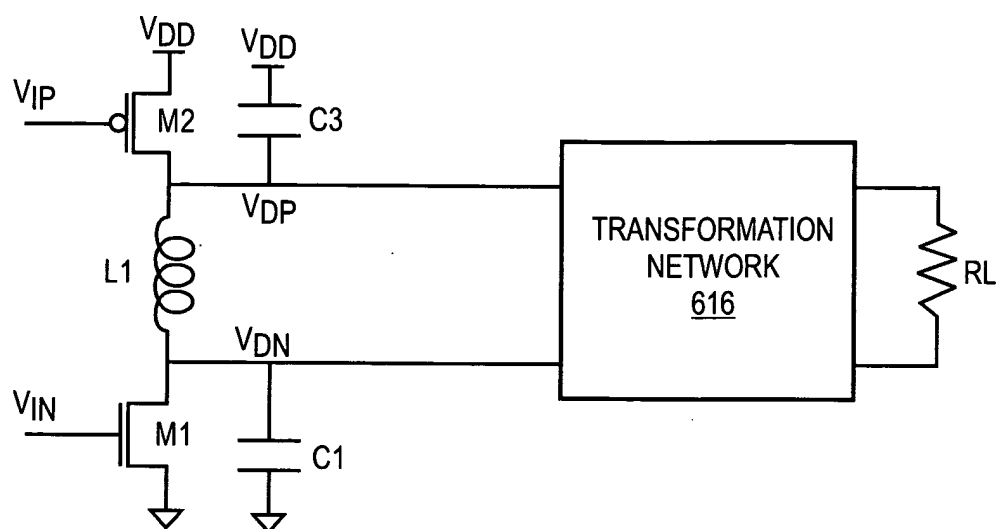 VDD
VDD
VIP
M2
C3
VDP
TRANSFORMATION
NETWORK
616
RL
L1
VDN
VIN
M1
C1